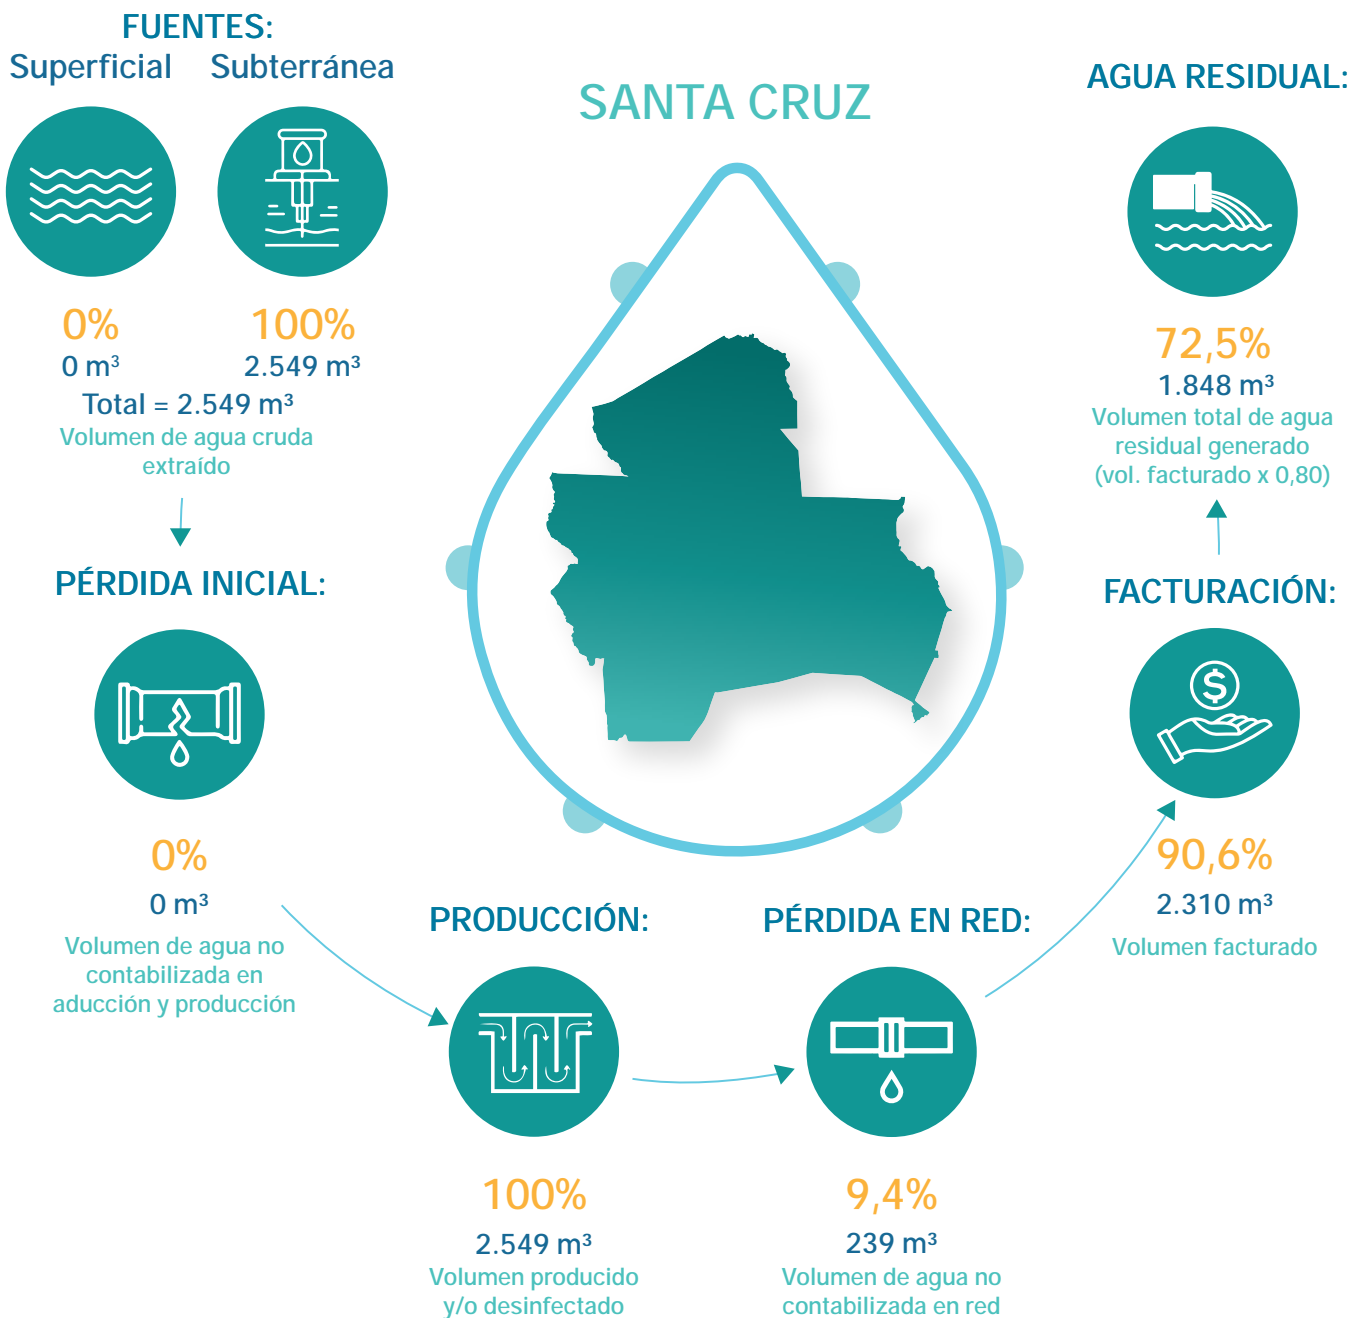 FUENTES:
Superficial
Subterránea
0%
0 m³
100%
2.549 m³
Total = 2.549 m³
Volumen de agua cruda
extraído
PÉRDIDA INICIAL:
0%
0 m³
Volumen de agua no
contabilizada en
aducción y producción
SANTA CRUZ
PRODUCCIÓN:
100%
2.549 m³
Volumen producido
y/o desinfectado
PÉRDIDA EN RED:
9,4%
239 m³
Volumen de agua no
contabilizada en red
FACTURACIÓN:
$
90,6%
2.310 m³
Volumen facturado
AGUA RESIDUAL:
72,5%
1.848 m³
Volumen total de agua
residual generado
(vol. facturado x 0,80)